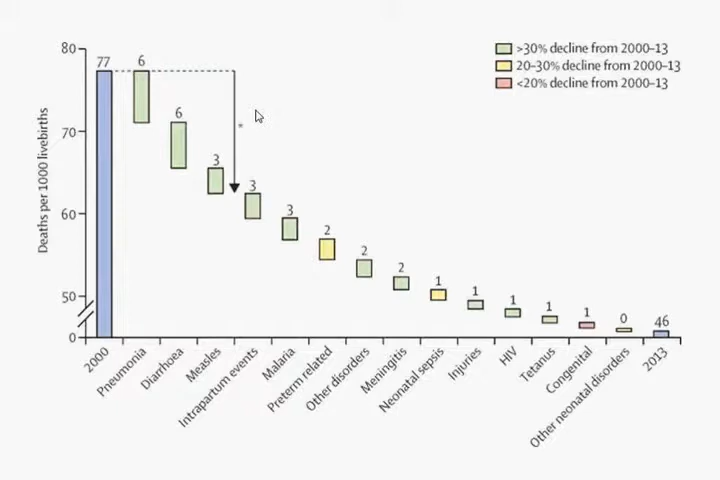 >30% decline from 2000–13
20–30% decline from 2000–13
<20% decline from 2000–13
Deaths per 1000 livebirths
80
70
60
50
0
77
6
6
3
3
3
2
2
2
1
1
1
1
1
0
46
*
2000
Pneumonia
Diarrhoea
Measles
Intrapartum events
Malaria
Preterm related
Other disorders
Meningitis
Neonatal sepsis
Injuries
HIV
Tetanus
Congenital
Other neonatal disorders
2013